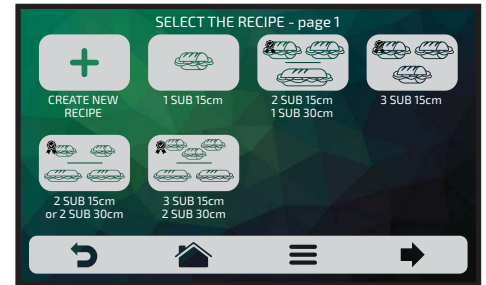 SELECT THE RECIPE - page 1
CREATE NEW
RECIPE
1 SUB 15cm
2 SUB 15cm
1 SUB 30cm
3 SUB 15cm
2 SUB 15cm
or 2 SUB 30cm
3 SUB 15cm
2 SUB 30cm